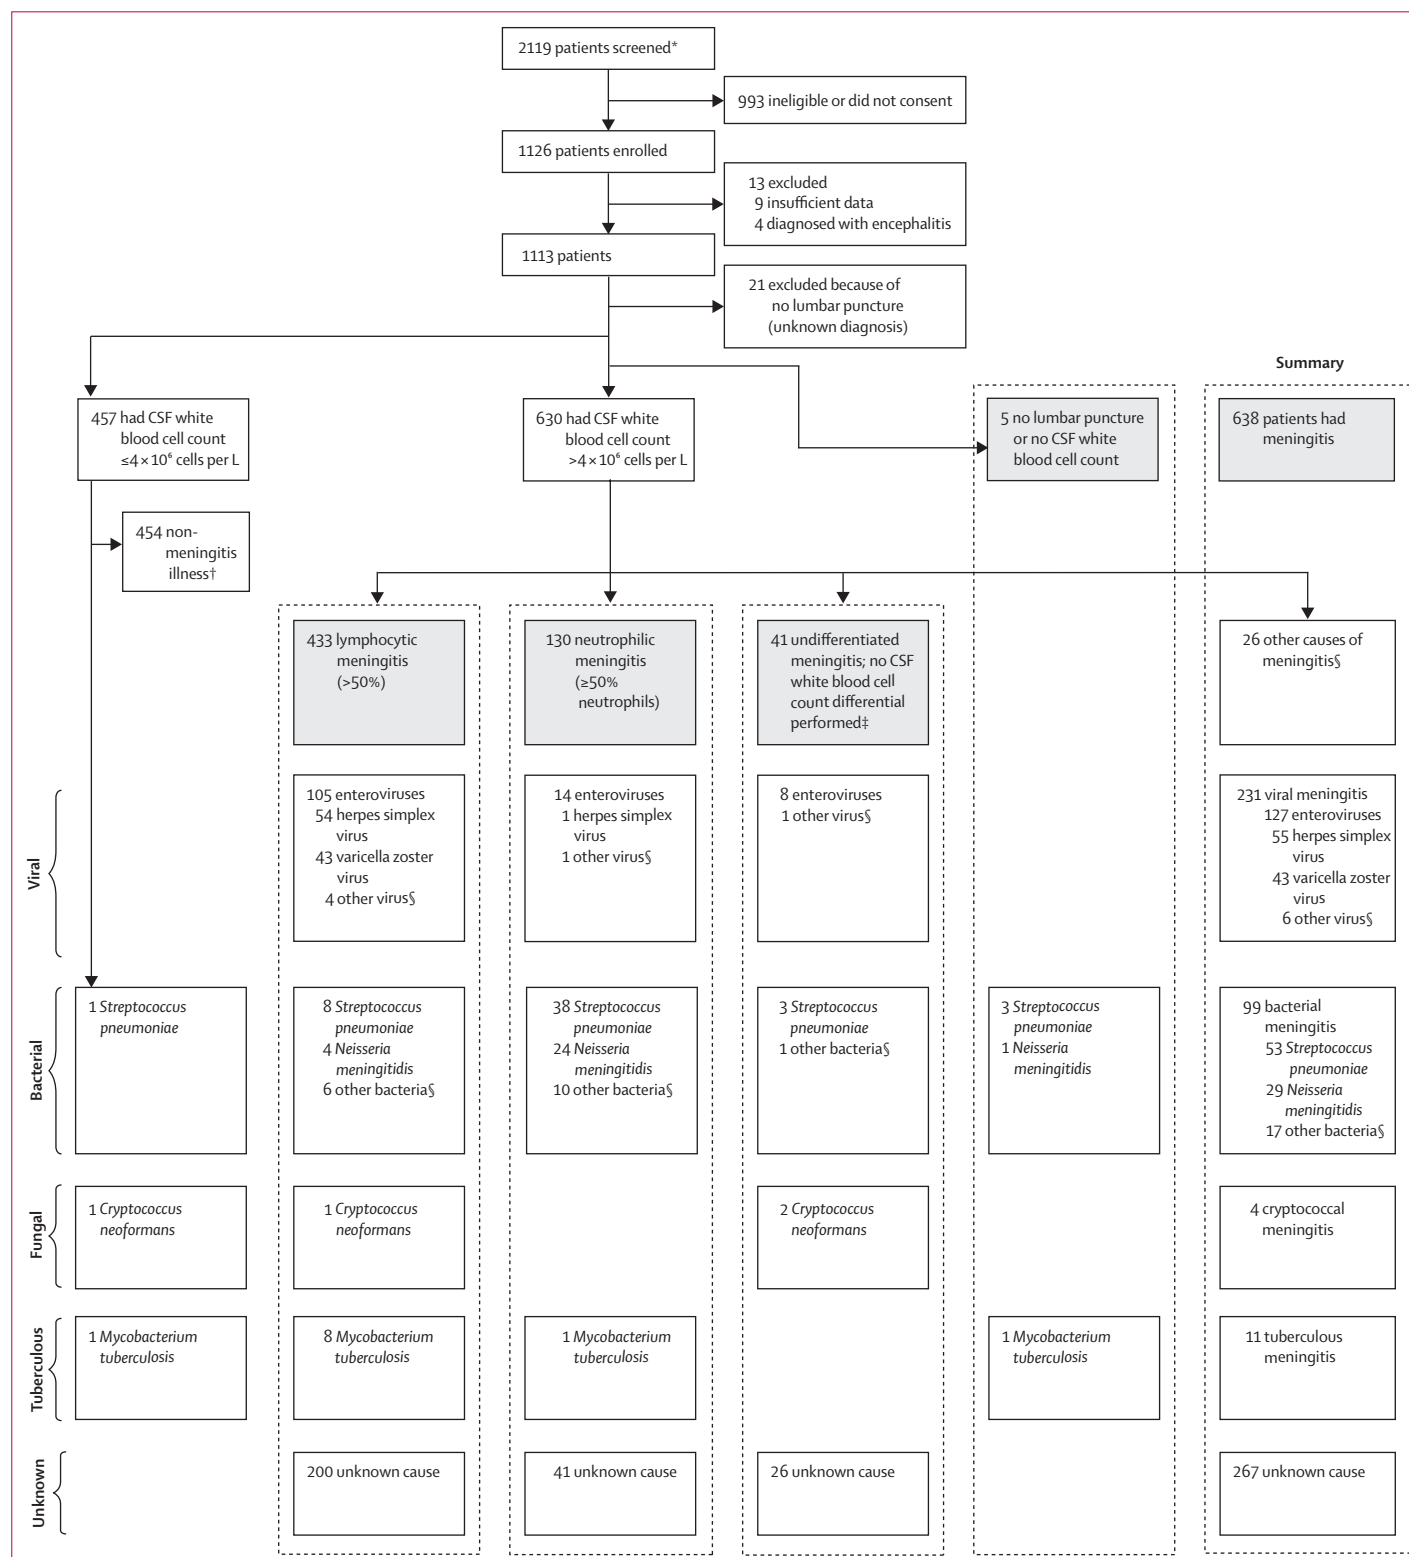 2119 patients screened*
993 ineligible or did not consent
1126 patients enrolled
13 excluded
9 insufficient data
4 diagnosed with encephalitis
1113 patients
21 excluded because of
no lumbar puncture
(unknown diagnosis)
Summary
457 had CSF white
blood cell count
≤4 × 10⁶ cells per L
630 had CSF white
blood cell count
>4 × 10⁶ cells per L
5 no lumbar puncture
or no CSF white
blood cell count
638 patients had
meningitis
454 non-
meningitis
illness†
433 lymphocytic
meningitis
(>50%)
130 neutrophilic
meningitis
(≥50%
neutrophils)
41 undifferentiated
meningitis; no CSF
white blood cell
count differential
performed‡
26 other causes of
meningitis§
Viral
105 enteroviruses
54 herpes simplex
virus
43 varicella zoster
virus
4 other virus§
14 enteroviruses
1 herpes simplex
virus
1 other virus§
8 enteroviruses
1 other virus§
231 viral meningitis
127 enteroviruses
55 herpes simplex
virus
43 varicella zoster
virus
6 other virus§
Bacterial
1 Streptococcus
pneumoniae
8 Streptococcus
pneumoniae
4 Neisseria
meningitidis
6 other bacteria§
38 Streptococcus
pneumoniae
24 Neisseria
meningitidis
10 other bacteria§
3 Streptococcus
pneumoniae
1 other bacteria§
3 Streptococcus
pneumoniae
1 Neisseria
meningitidis
99 bacterial
meningitis
53 Streptococcus
pneumoniae
29 Neisseria
meningitidis
17 other bacteria§
Fungal
1 Cryptococcus
neoformans
1 Cryptococcus
neoformans
2 Cryptococcus
neoformans
4 cryptococcal
meningitis
Tuberculous
1 Mycobacterium
tuberculosis
8 Mycobacterium
tuberculosis
1 Mycobacterium
tuberculosis
1 Mycobacterium
tuberculosis
11 tuberculous
meningitis
Unknown
200 unknown cause
41 unknown cause
26 unknown cause
267 unknown cause